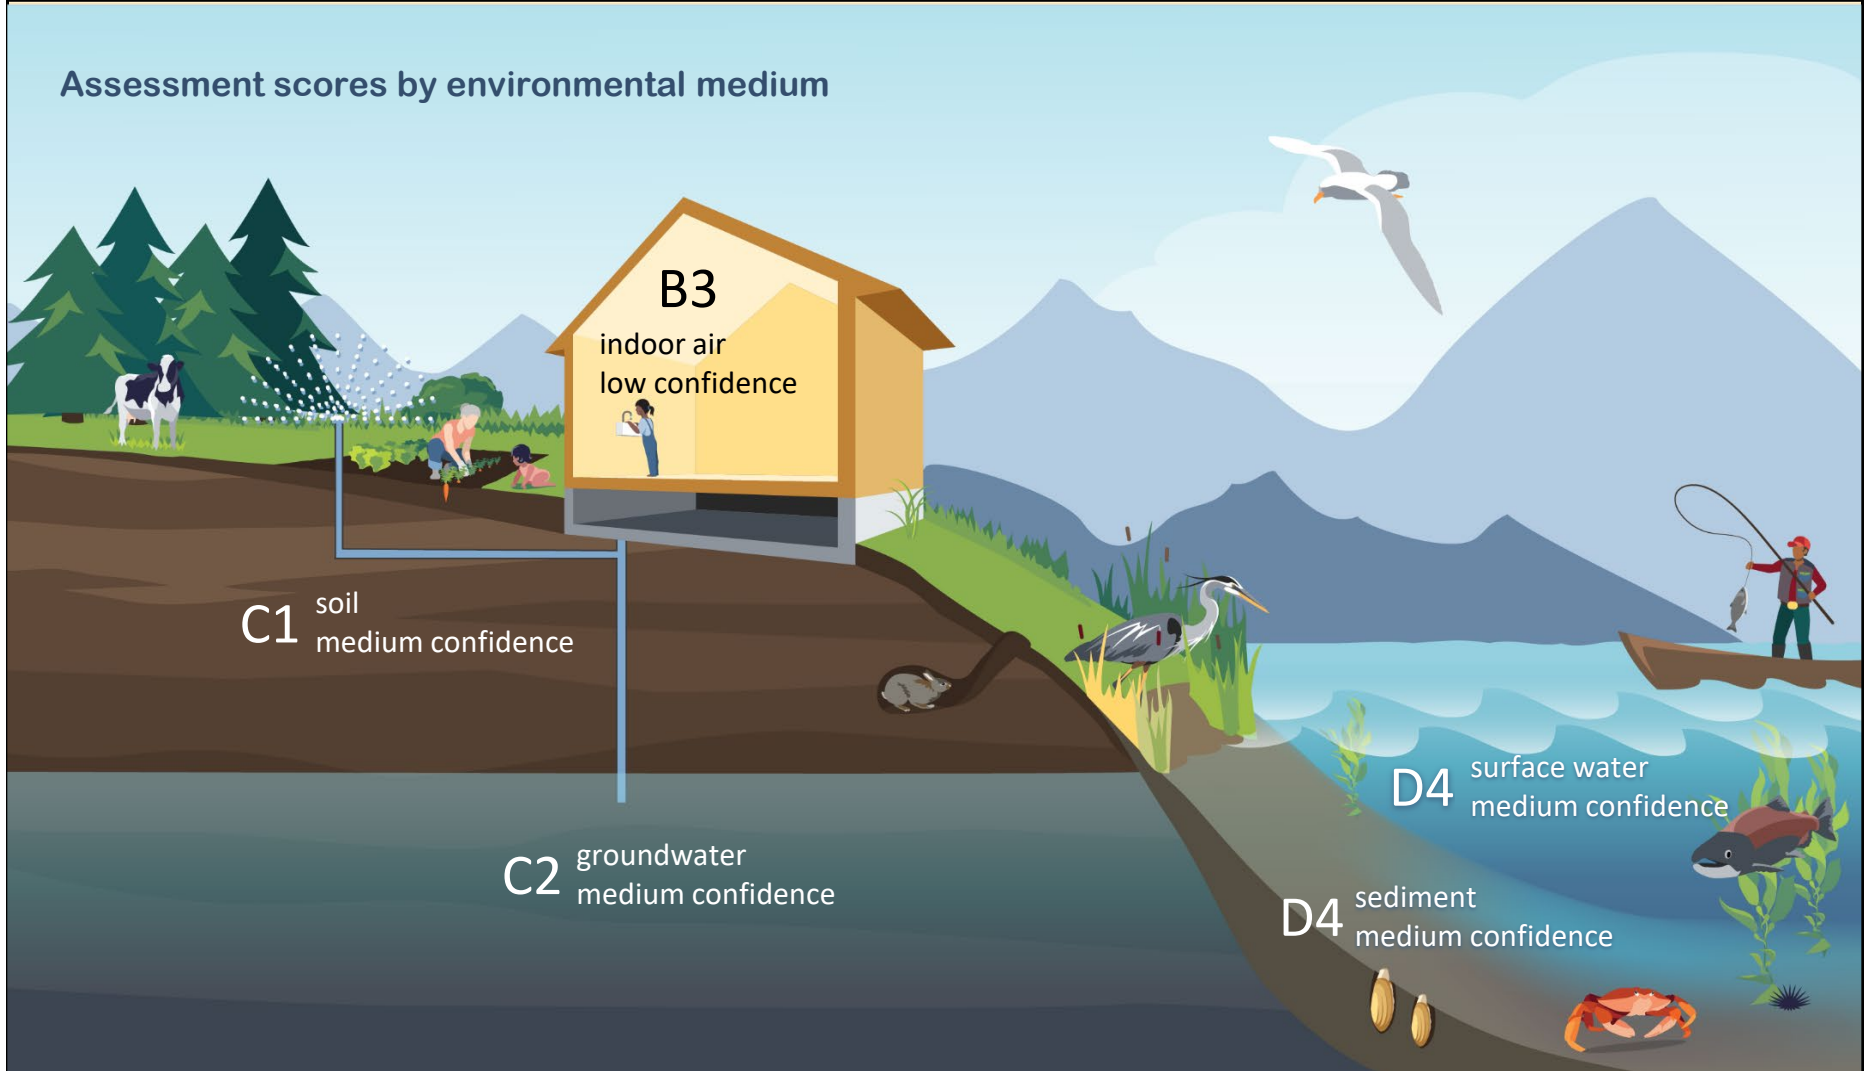 Assessment scores by environmental medium
B3
indoor air
low confidence
C1
soil
medium confidence
C2
groundwater
medium confidence
D4
surface water
medium confidence
D4
sediment
medium confidence